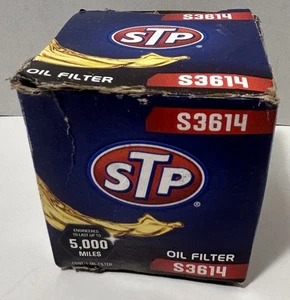 STP
®
OIL FILTER
S3614
S3614
STP
®
ENGINEERED
TO LAST UP TO
5,000
MILES
OIL FILTER
S3614